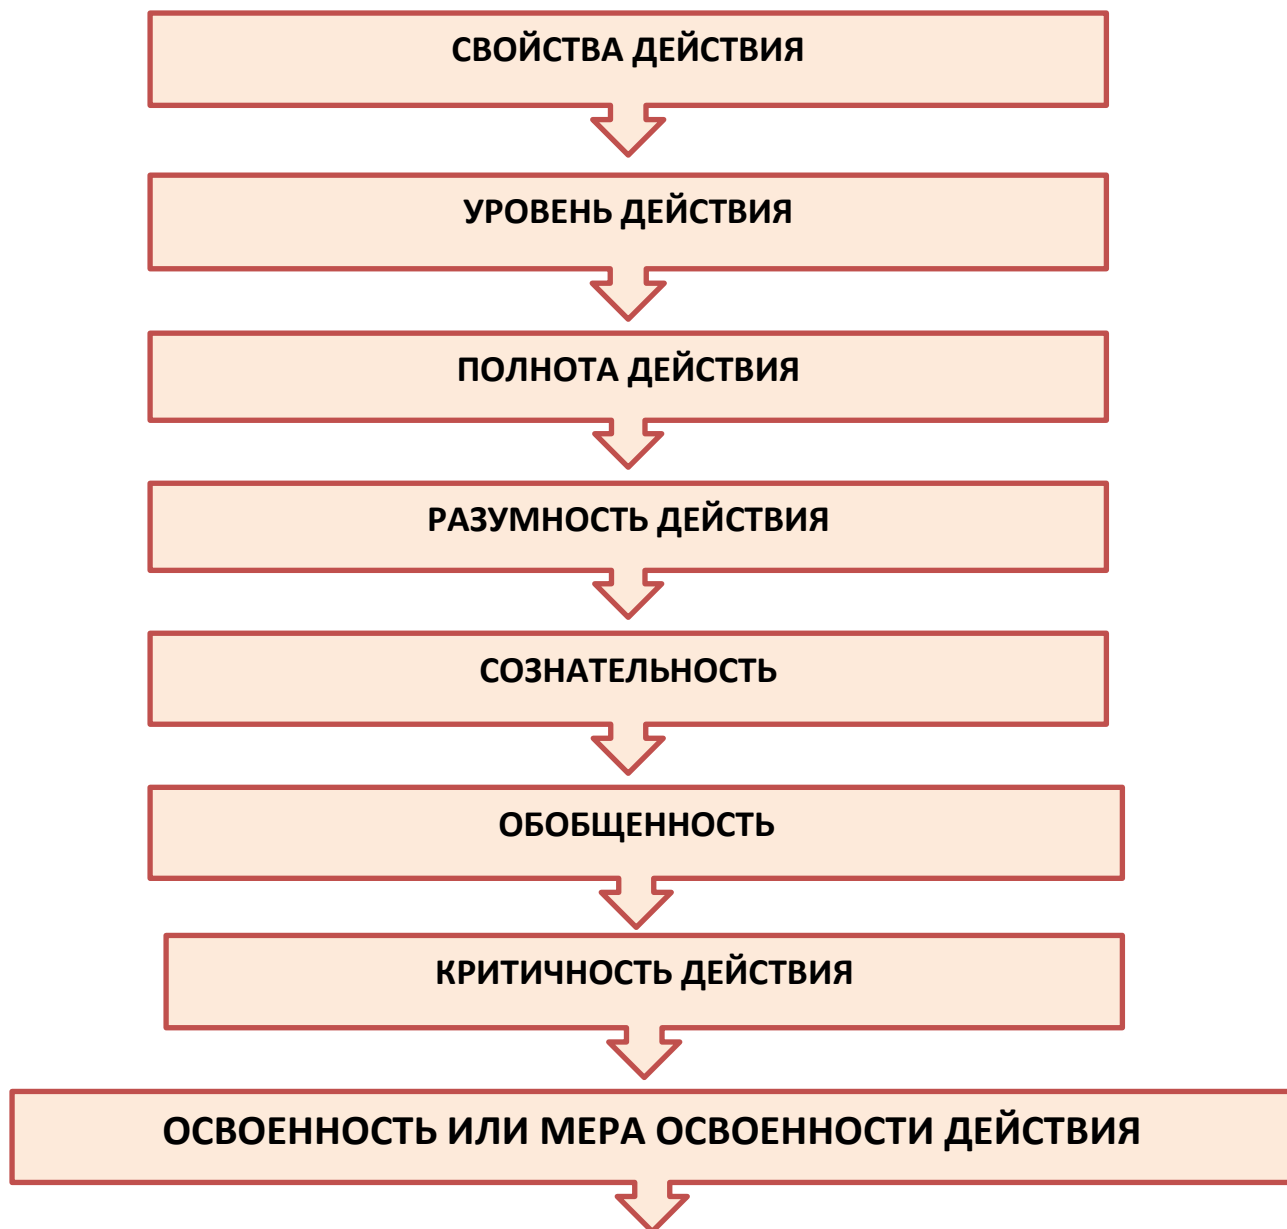 СВОЙСТВА ДЕЙСТВИЯ
УРОВЕНЬ ДЕЙСТВИЯ
ПОЛНОТА ДЕЙСТВИЯ
РАЗУМНОСТЬ ДЕЙСТВИЯ
СОЗНАТЕЛЬНОСТЬ
ОБОБЩЕННОСТЬ
КРИТИЧНОСТЬ ДЕЙСТВИЯ
ОСВОЕННОСТЬ ИЛИ МЕРА ОСВОЕННОСТИ ДЕЙСТВИЯ